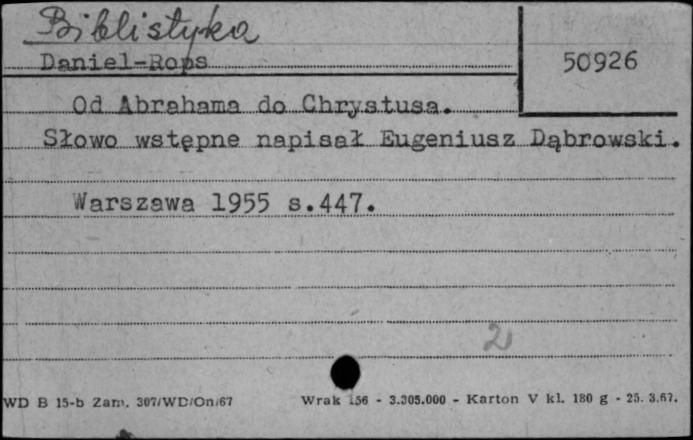 Biblistyka
Daniel-Rops
50926
Od Abrahama do Chrystusa.
Słowo wstępne napisał Eugeniusz Dąbrowski.
Warszawa 1955 s.447.
2
WD B 15-b Zam. 307/WD/On/67
Wrak 156 - 3.305.000 - Karton V kl. 180 g - 25. 3.67.